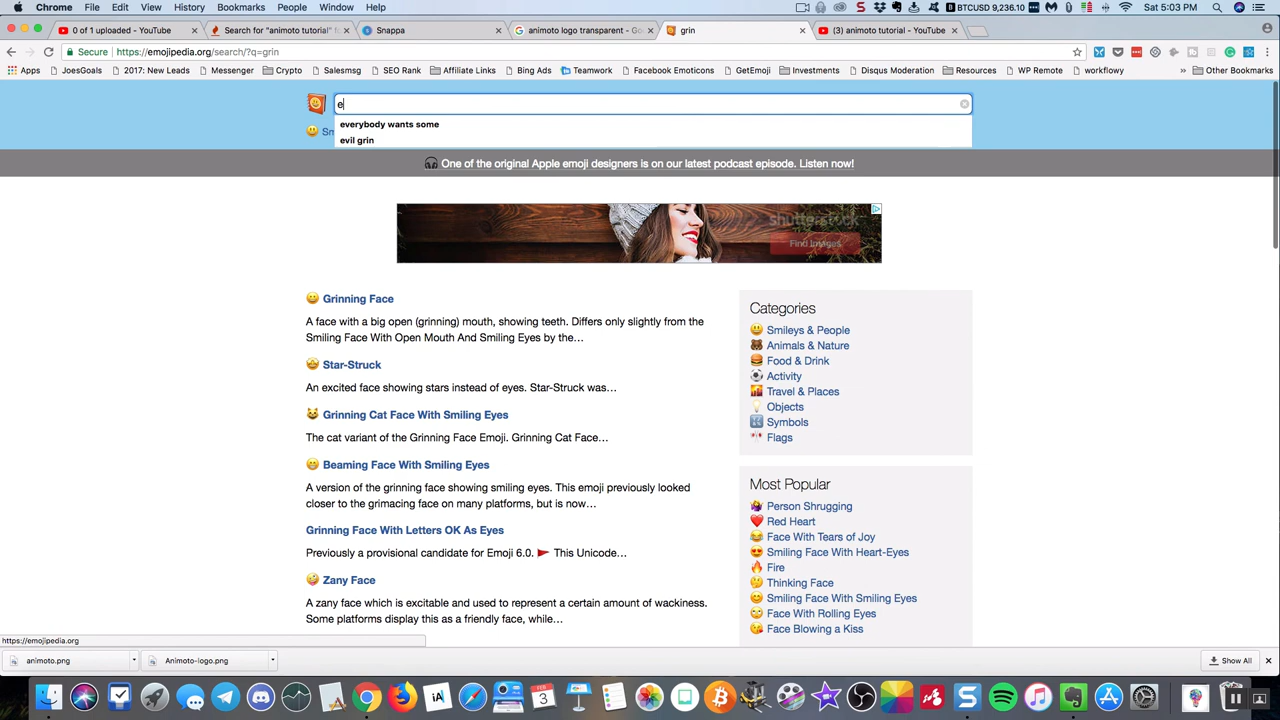 Chrome File Edit View History Bookmarks People Window Help
BTCUSD 9,236.10
Sat 5:03 PM
0 of 1 uploaded - YouTube
Search for "animoto tutorial"
Snappa
animoto logo transparent - Go
grin
(3) animoto tutorial - YouTube
Secure https://emojipedia.org/search/?q=grin
Apps JoesGoals 2017: New Leads Messenger Crypto Salesmsg SEO Rank Affiliate Links Bing Ads Teamwork Facebook Emoticons GetEmoji Investments Disqus Moderation Resources WP Remote workflowy » Other Bookmarks
e
everybody wants some
evil grin
Sm
One of the original Apple emoji designers is on our latest podcast episode. Listen now!
shutterstock
Find Images
Grinning Face
A face with a big open (grinning) mouth, showing teeth. Differs only slightly from the
Smiling Face With Open Mouth And Smiling Eyes by the…
Star-Struck
An excited face showing stars instead of eyes. Star-Struck was…
Grinning Cat Face With Smiling Eyes
The cat variant of the Grinning Face Emoji. Grinning Cat Face…
Beaming Face With Smiling Eyes
A version of the grinning face showing smiling eyes. This emoji previously looked
closer to the grimacing face on many platforms, but is now…
Grinning Face With Letters OK As Eyes
Previously a provisional candidate for Emoji 6.0. This Unicode…
Zany Face
A zany face which is excitable and used to represent a certain amount of wackiness.
Some platforms display this as a friendly face, while…
Categories
Smileys & People
Animals & Nature
Food & Drink
Activity
Travel & Places
Objects
Symbols
Flags
Most Popular
Person Shrugging
Red Heart
Face With Tears of Joy
Smiling Face With Heart-Eyes
Fire
Thinking Face
Smiling Face With Smiling Eyes
Face With Rolling Eyes
Face Blowing a Kiss
https://emojipedia.org
animoto.png
Animoto-logo.png
Show All
FEB
3
iA